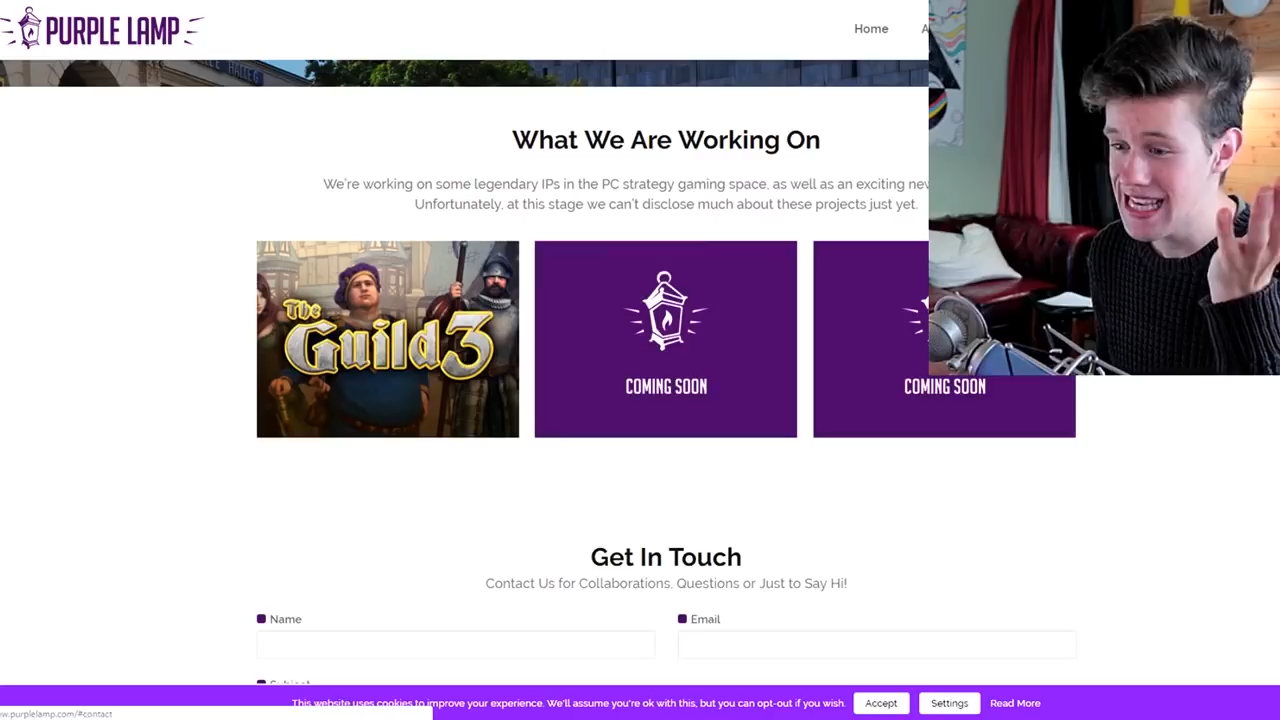 PURPLE LAMP
Home
What We Are Working On
We're working on some legendary IPs in the PC strategy gaming space, as well as an exciting
Unfortunately, at this stage we can't disclose much about these projects just yet.
The
Guild 3
COMING SOON
COMING SOON
Get In Touch
Contact Us for Collaborations, Questions or Just to Say Hi!
Name
Email
Subject
This website uses cookies to improve your experience. We'll assume you're ok with this, but you can opt-out if you wish.
Accept
Settings
Read More
w.purplelamp.com/#contact